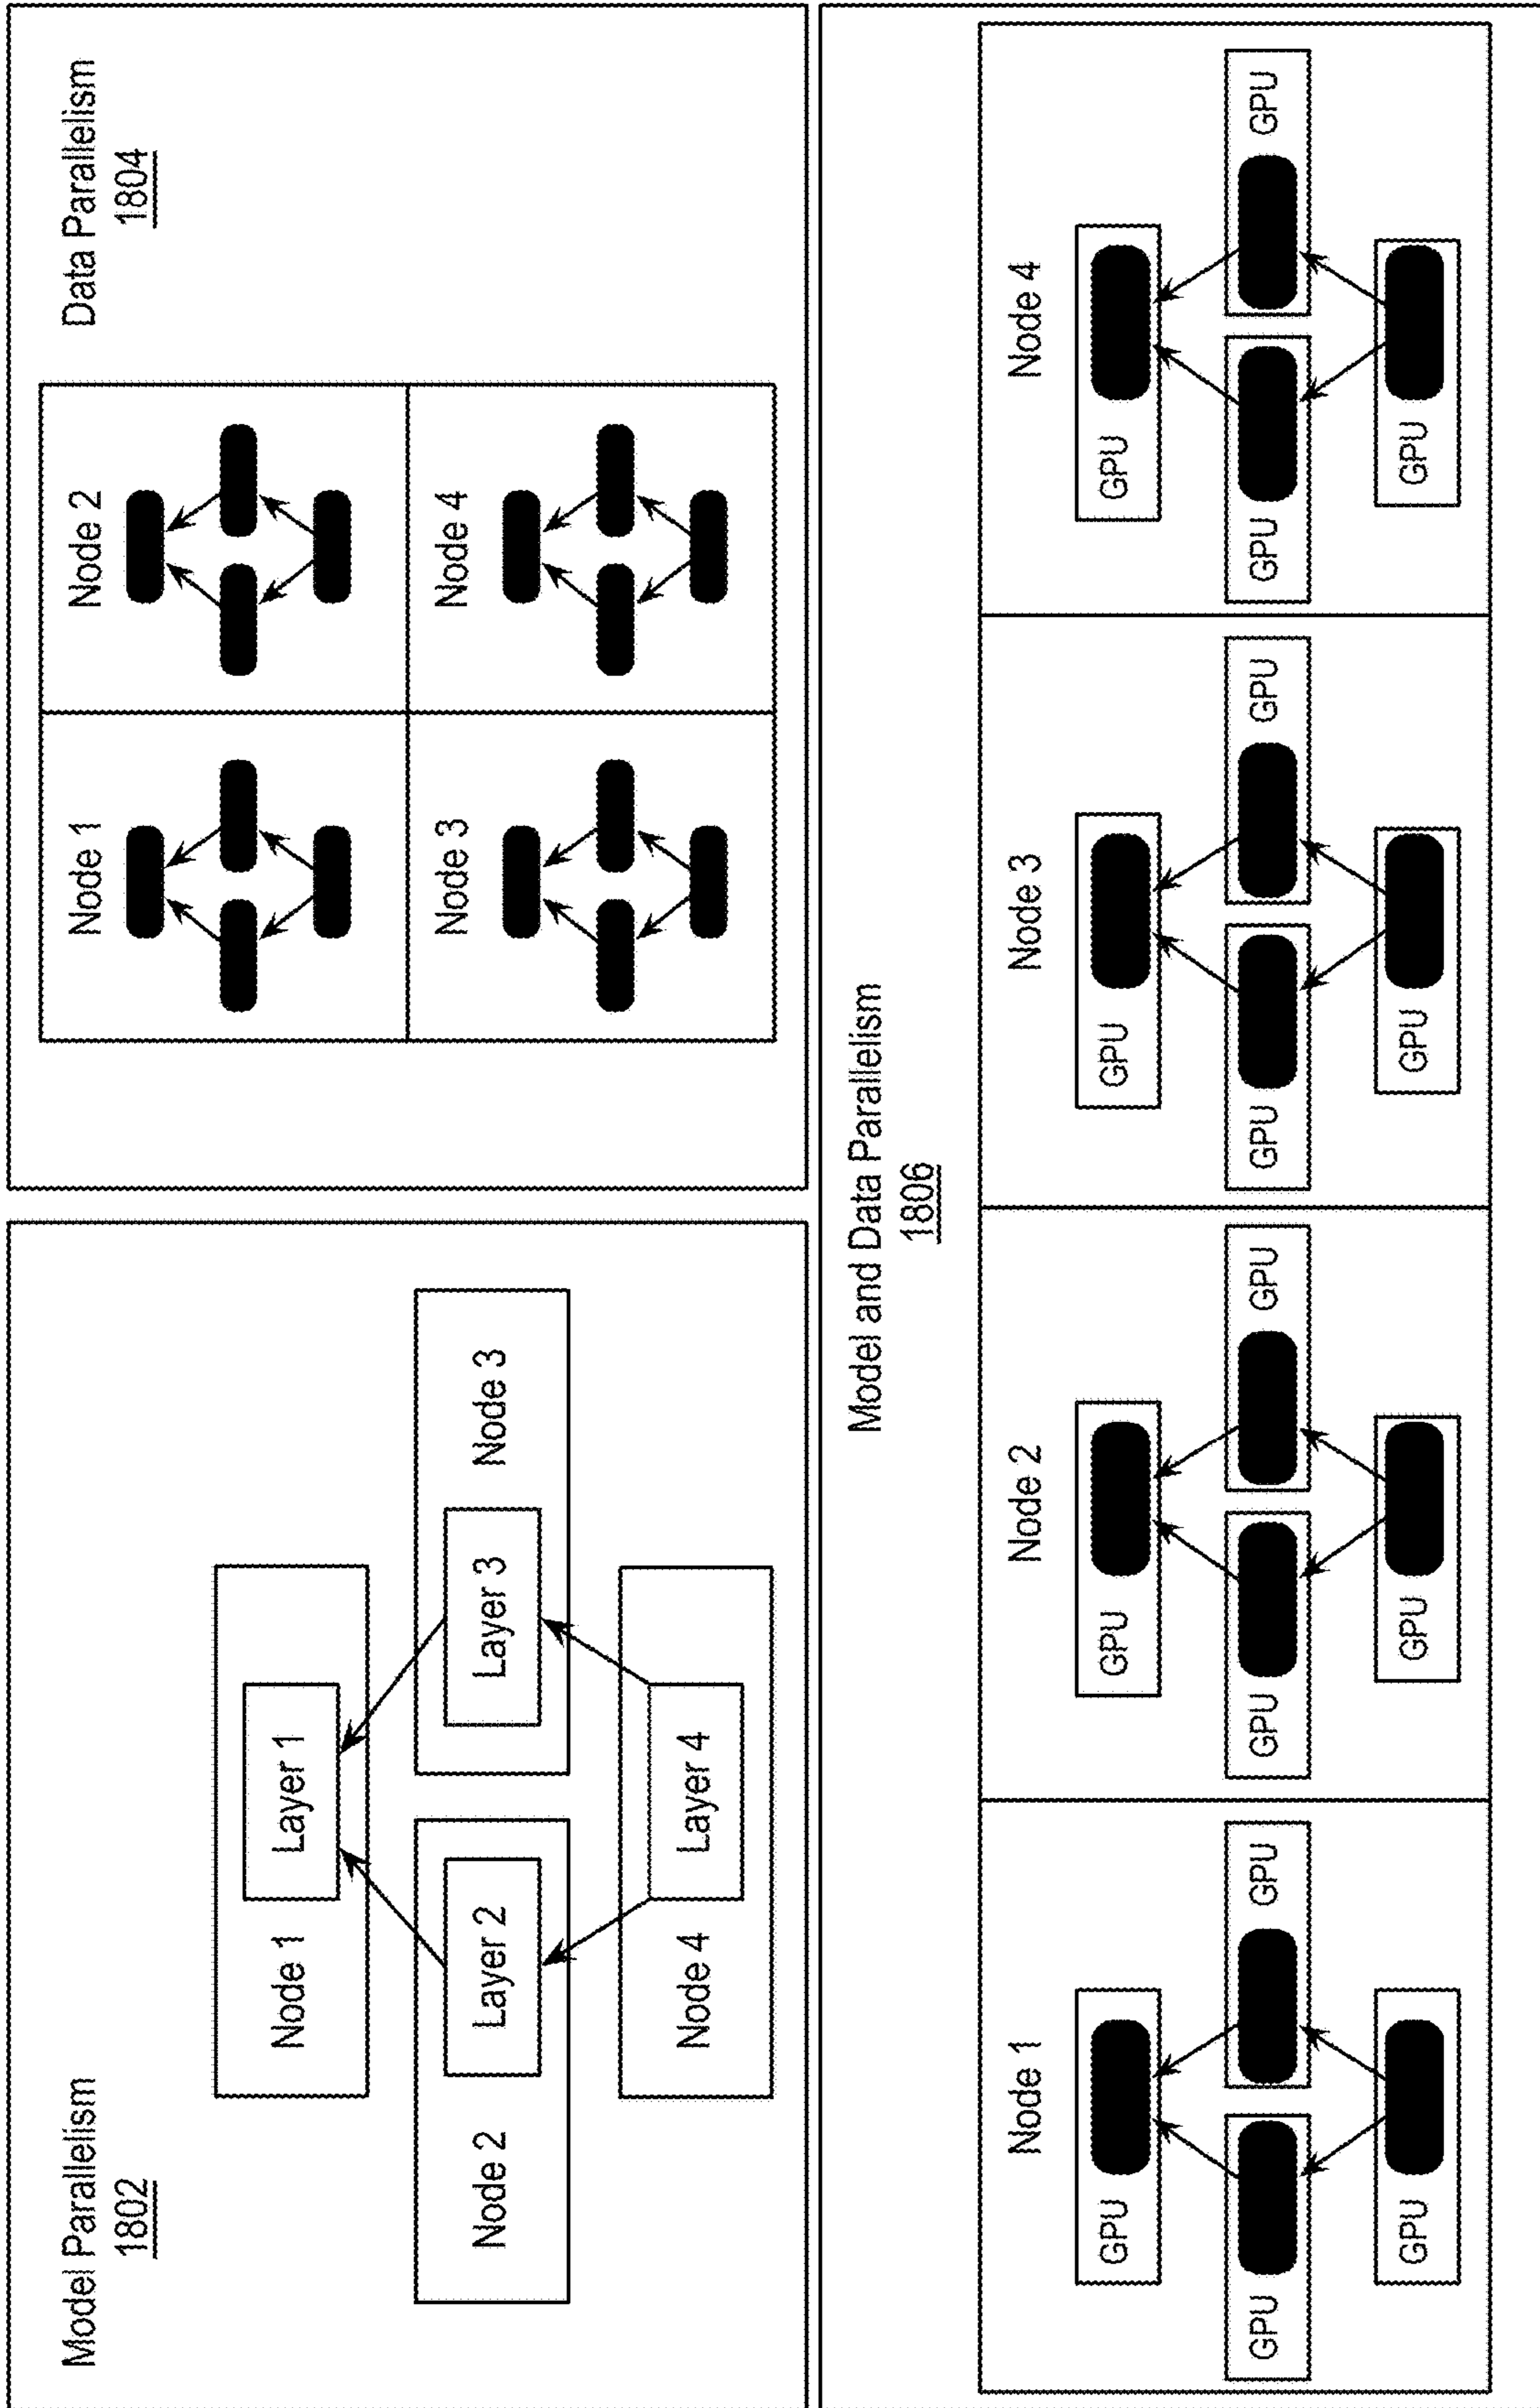 Model Parallelism
1802
Node 1
Layer 1
Node 2
Layer 2
Layer 3
Node 3
Node 4
Layer 4
Data Parallelism
1804
Node 1
Node 2
Node 3
Node 4
Model and Data Parallelism
1806
Node 1
GPU
GPU
GPU
GPU
Node 2
GPU
GPU
GPU
GPU
Node 3
GPU
GPU
GPU
GPU
Node 4
GPU
GPU
GPU
GPU